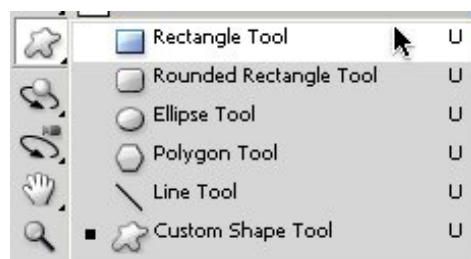 Rectangle Tool U
Rounded Rectangle Tool U
Ellipse Tool U
Polygon Tool U
Line Tool U
Custom Shape Tool U